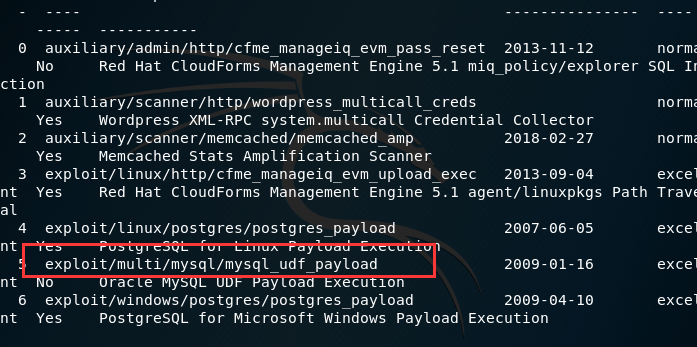 - ---- --------------- ----
----- -----------
0 auxiliary/admin/http/cfme_manageiq_evm_pass_reset 2013-11-12 norma
No Red Hat CloudForms Management Engine 5.1 miq_policy/explorer SQL In
ction
1 auxiliary/scanner/http/wordpress_multicall_creds norma
Yes Wordpress XML-RPC system.multicall Credential Collector
2 auxiliary/scanner/memcached/memcached_amp 2018-02-27 norma
Yes Memcached Stats Amplification Scanner
3 exploit/linux/http/cfme_manageiq_evm_upload_exec 2013-09-04 excel
nt Yes Red Hat CloudForms Management Engine 5.1 agent/linuxpkgs Path Trave
al
4 exploit/linux/postgres/postgres_payload 2007-06-05 excel
nt Yes PostgreSQL for Linux Payload Execution
5 exploit/multi/mysql/mysql_udf_payload 2009-01-16 excel
nt No Oracle MySQL UDF Payload Execution
6 exploit/windows/postgres/postgres_payload 2009-04-10 excel
nt Yes PostgreSQL for Microsoft Windows Payload Execution